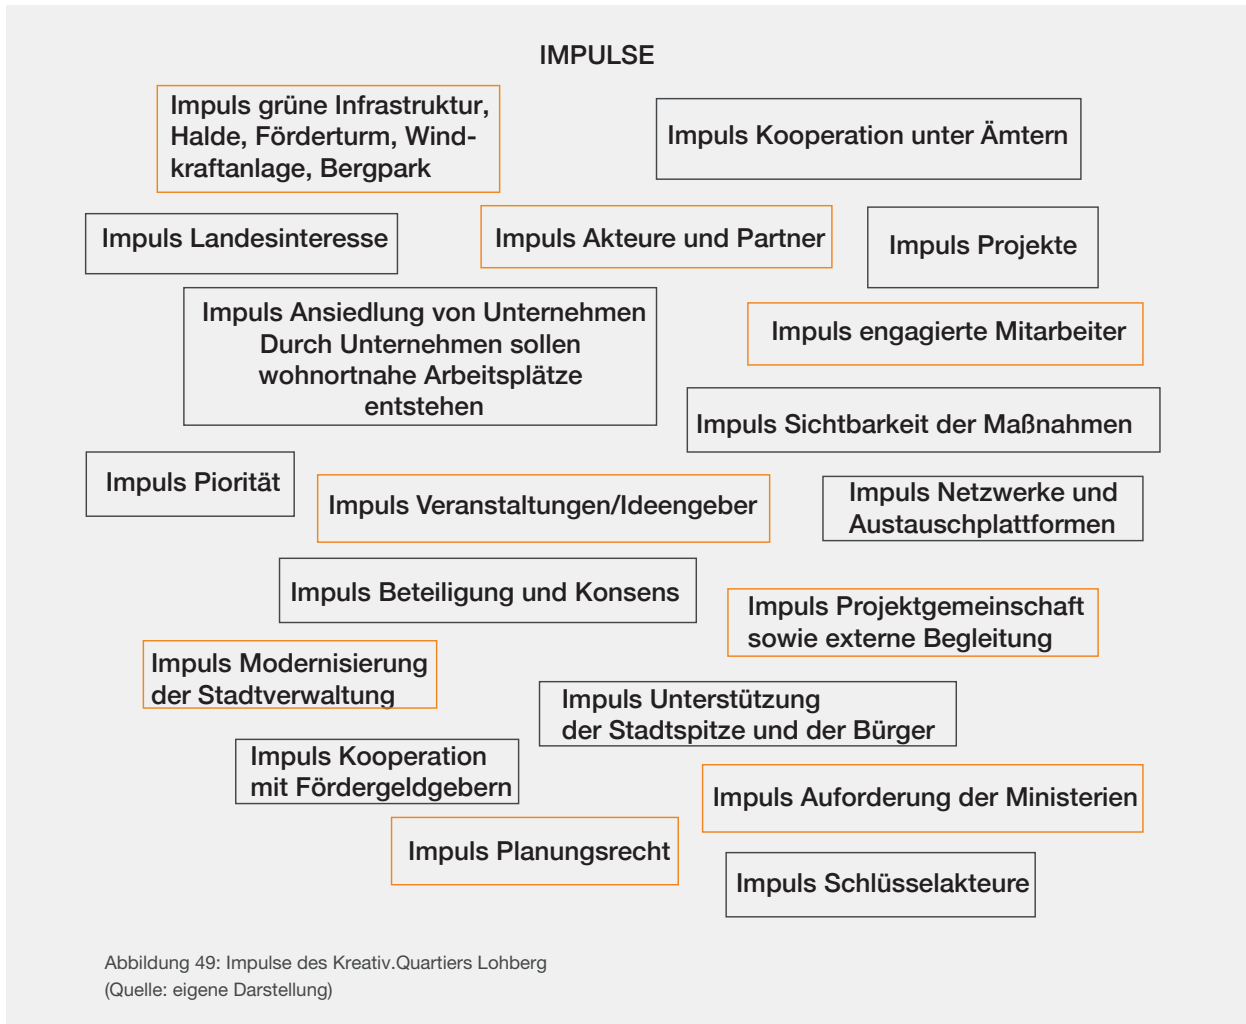 IMPULSE
Impuls grüne Infrastruktur,
Halde, Förderturm, Wind-
kraftanlage, Bergpark
Impuls Kooperation unter Ämtern
Impuls Landesinteresse
Impuls Akteure und Partner
Impuls Projekte
Impuls Ansiedlung von Unternehmen
Durch Unternehmen sollen
wohnortnahe Arbeitsplätze
entstehen
Impuls engagierte Mitarbeiter
Impuls Sichtbarkeit der Maßnahmen
Impuls Piorität
Impuls Veranstaltungen/Ideengeber
Impuls Netzwerke und
Austauschplattformen
Impuls Beteiligung und Konsens
Impuls Projektgemeinschaft
sowie externe Begleitung
Impuls Modernisierung
der Stadtverwaltung
Impuls Unterstützung
der Stadtspitze und der Bürger
Impuls Kooperation
mit Fördergeldgebern
Impuls Auforderung der Ministerien
Impuls Planungsrecht
Impuls Schlüsselakteure
Abbildung 49: Impulse des Kreativ.Quartiers Lohberg
(Quelle: eigene Darstellung)